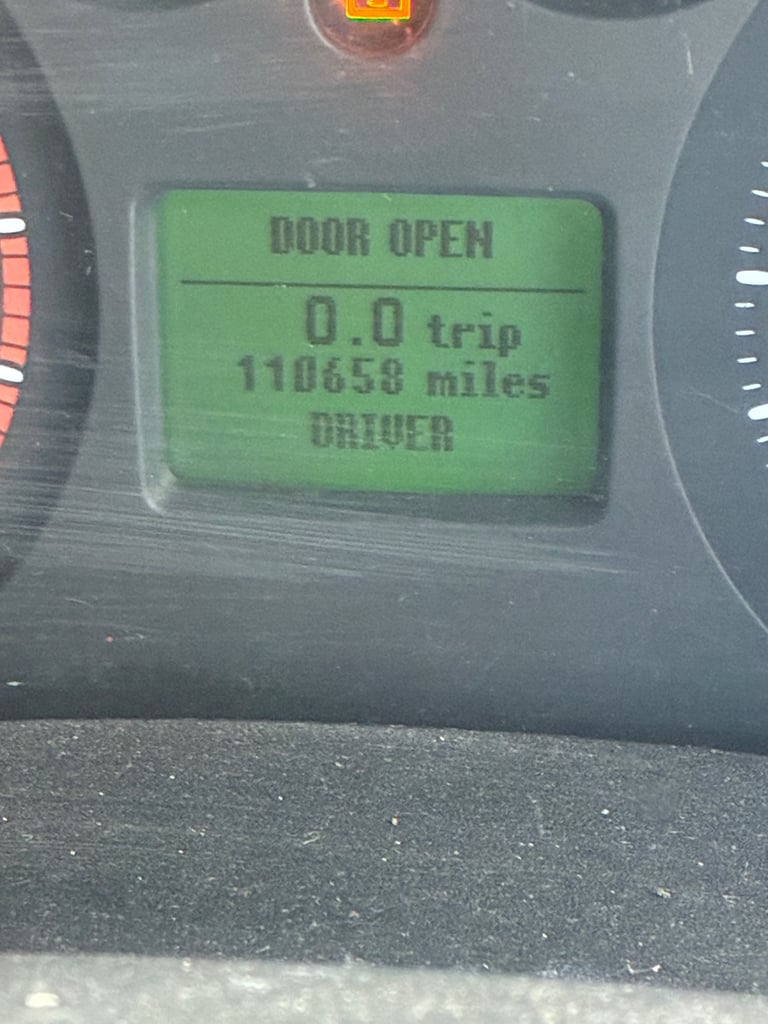 DOOR OPEN
0.0 trip
110658 miles
DRIVER